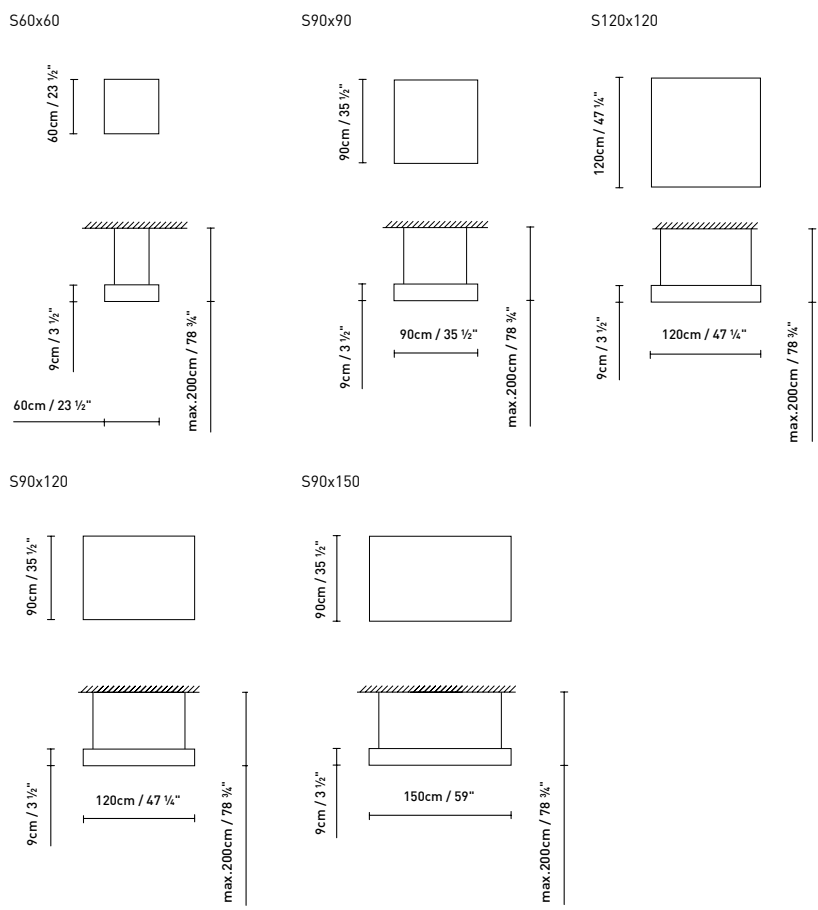 S60x60
60cm / 23 ½"
9cm / 3 ½"
60cm / 23 ½"
max.200cm / 78 ¾"
S90x90
90cm / 35 ½"
9cm / 3 ½"
90cm / 35 ½"
max.200cm / 78 ¾"
S120x120
120cm / 47 ¼"
9cm / 3 ½"
120cm / 47 ¼"
max.200cm / 78 ¾"
S90x120
90cm / 35 ½"
9cm / 3 ½"
120cm / 47 ¼"
max.200cm / 78 ¾"
S90x150
90cm / 35 ½"
9cm / 3 ½"
150cm / 59"
max.200cm / 78 ¾"